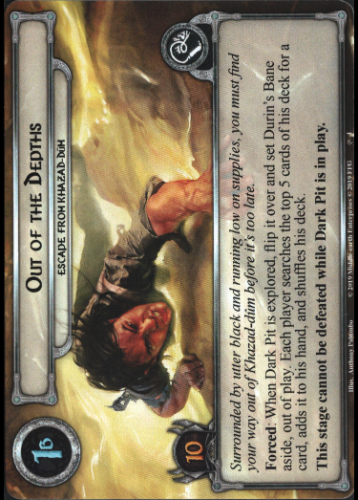 1B
OUT OF THE DEPTHS
ESCAPE FROM KHAZAD-DÛM
10
Surrounded by utter black and running low on supplies, you must find
your way out of Khazad-dûm before it's too late.
Forced: When Dark Pit is explored, flip it over and set Durin's Bane
aside, out of play. Each player searches the top 5 cards of his deck for a
card, adds it to his hand, and shuffles his deck.
This stage cannot be defeated while Dark Pit is in play.
Illus. Anthony Palumbo © 2019 Middle-earth Enterprises © 2019 FFG